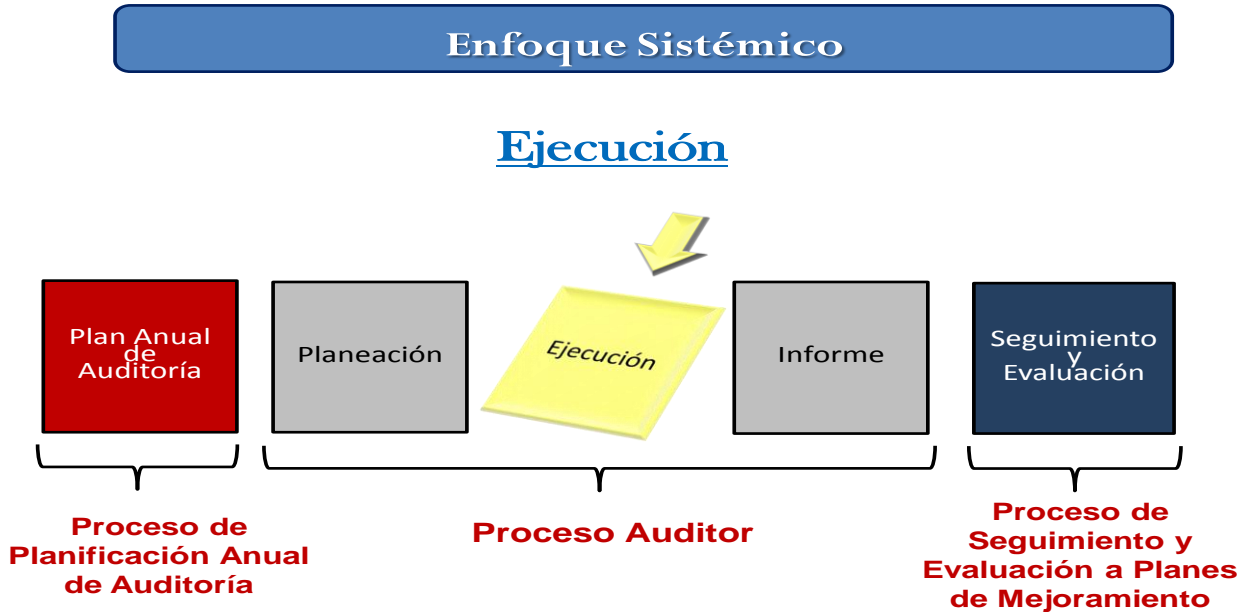 Enfoque Sistémico
Ejecución
Plan Anual
de
Auditoría
Planeación
Ejecución
Informe
Seguimiento
y
Evaluación
Proceso de
Planificación Anual
de Auditoría
Proceso Auditor
Proceso de
Seguimiento y
Evaluación a Planes
de Mejoramiento